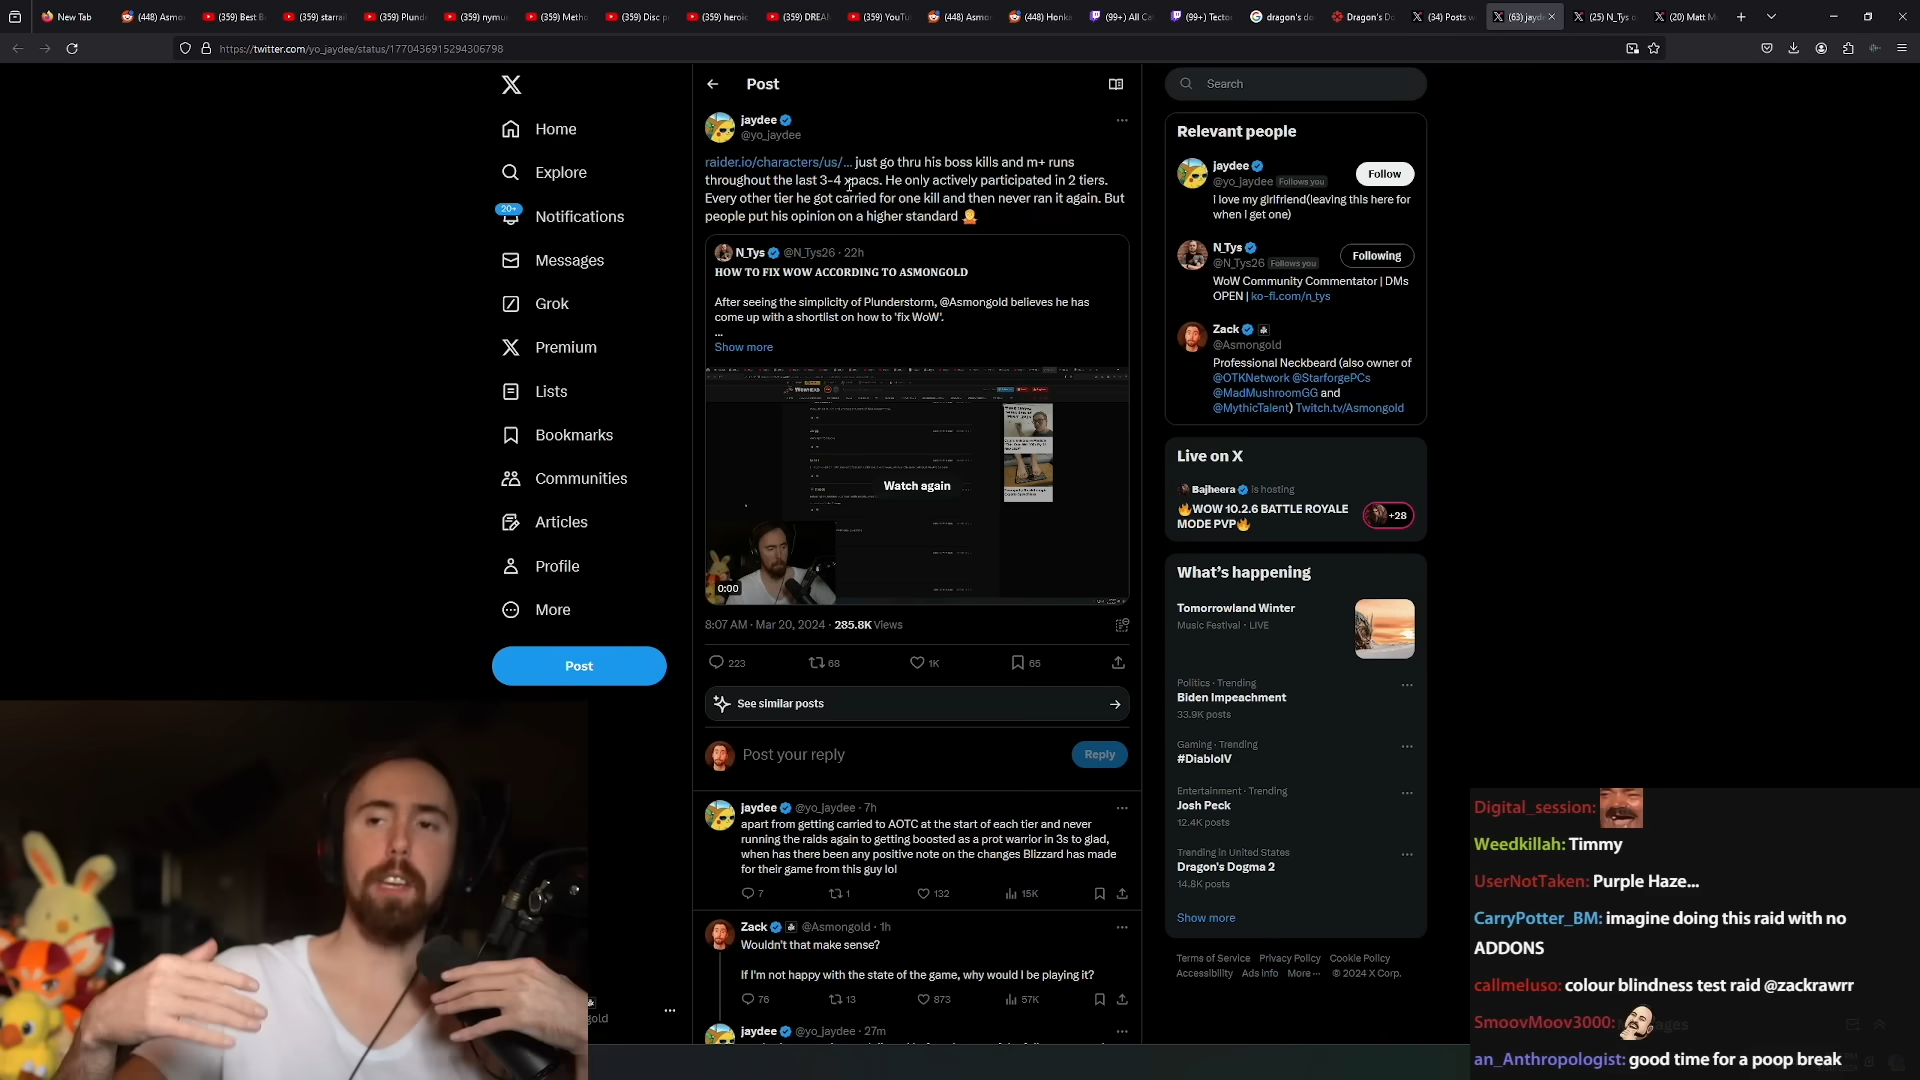 New Tab
(448) Asmo
(359) Best B
(359) starrail
(359) Plund
(359) nymu
(359) Metho
(359) Disc p
(359) heroic
(359) DREA
(359) YouTu
(448) Asmon
(448) Honka
(99+) All Ca
(99+) Tecto
dragon's do
Dragon's Do
(34) Posts w
(63) jayde
(25) N_Tys o
(20) Matt M
https://twitter.com/yo_jaydee/status/1770436915294306798
Home
Explore
20+
Notifications
Messages
Grok
Premium
Lists
Bookmarks
Communities
Articles
Profile
More
Post
Post
jaydee
@yo_jaydee
raider.io/characters/us/... just go thru his boss kills and m+ runs
throughout the last 3-4 xpacs. He only actively participated in 2 tiers.
Every other tier he got carried for one kill and then never ran it again. But
people put his opinion on a higher standard
N_Tys @N_Tys26 · 22h
HOW TO FIX WOW ACCORDING TO ASMONGOLD
After seeing the simplicity of Plunderstorm, @Asmongold believes he has
come up with a shortlist on how to 'fix WoW'.
...
Show more
Watch again
0:00
8:07 AM · Mar 20, 2024 · 285.8K Views
223 68 1K 65
See similar posts
Post your reply
Reply
jaydee @yo_jaydee · 7h
apart from getting carried to AOTC at the start of each tier and never
running the raids again to getting boosted as a prot warrior in 3s to glad,
when has there been any positive note on the changes Blizzard has made
for their game from this guy lol
7 1 132 15K
Zack @Asmongold · 1h
Wouldn't that make sense?
If I'm not happy with the state of the game, why would I be playing it?
76 13 873 57K
jaydee @yo_jaydee · 27m
Search
Relevant people
jaydee
@yo_jaydee Follows you
Follow
I love my girlfriend(leaving this here for
when I get one)
N_Tys
@N_Tys26 Follows you
Following
WoW Community Commentator | DMs
OPEN | ko-fi.com/n_tys
Zack
@Asmongold
Professional Neckbeard (also owner of
@OTKNetwork @StarforgePCs
@MadMushroomGG and
@MythicTalent) Twitch.tv/Asmongold
Live on X
Bajheera is hosting
WOW 10.2.6 BATTLE ROYALE
MODE PVP
+28
What's happening
Tomorrowland Winter
Music Festival · LIVE
Politics · Trending
Biden Impeachment
33.9K posts
Gaming · Trending
#DiabloIV
Entertainment · Trending
Josh Peck
12.4K posts
Trending in United States
Dragon's Dogma 2
14.8K posts
Show more
Terms of Service Privacy Policy Cookie Policy
Accessibility Ads info More ··· © 2024 X Corp.
Digital_session:
Weedkillah: Timmy
UserNotTaken: Purple Haze...
CarryPotter_BM: imagine doing this raid with no
ADDONS
callmeluso: colour blindness test raid @zackrawrr
SmoovMoov3000:
an_Anthropologist: good time for a poop break